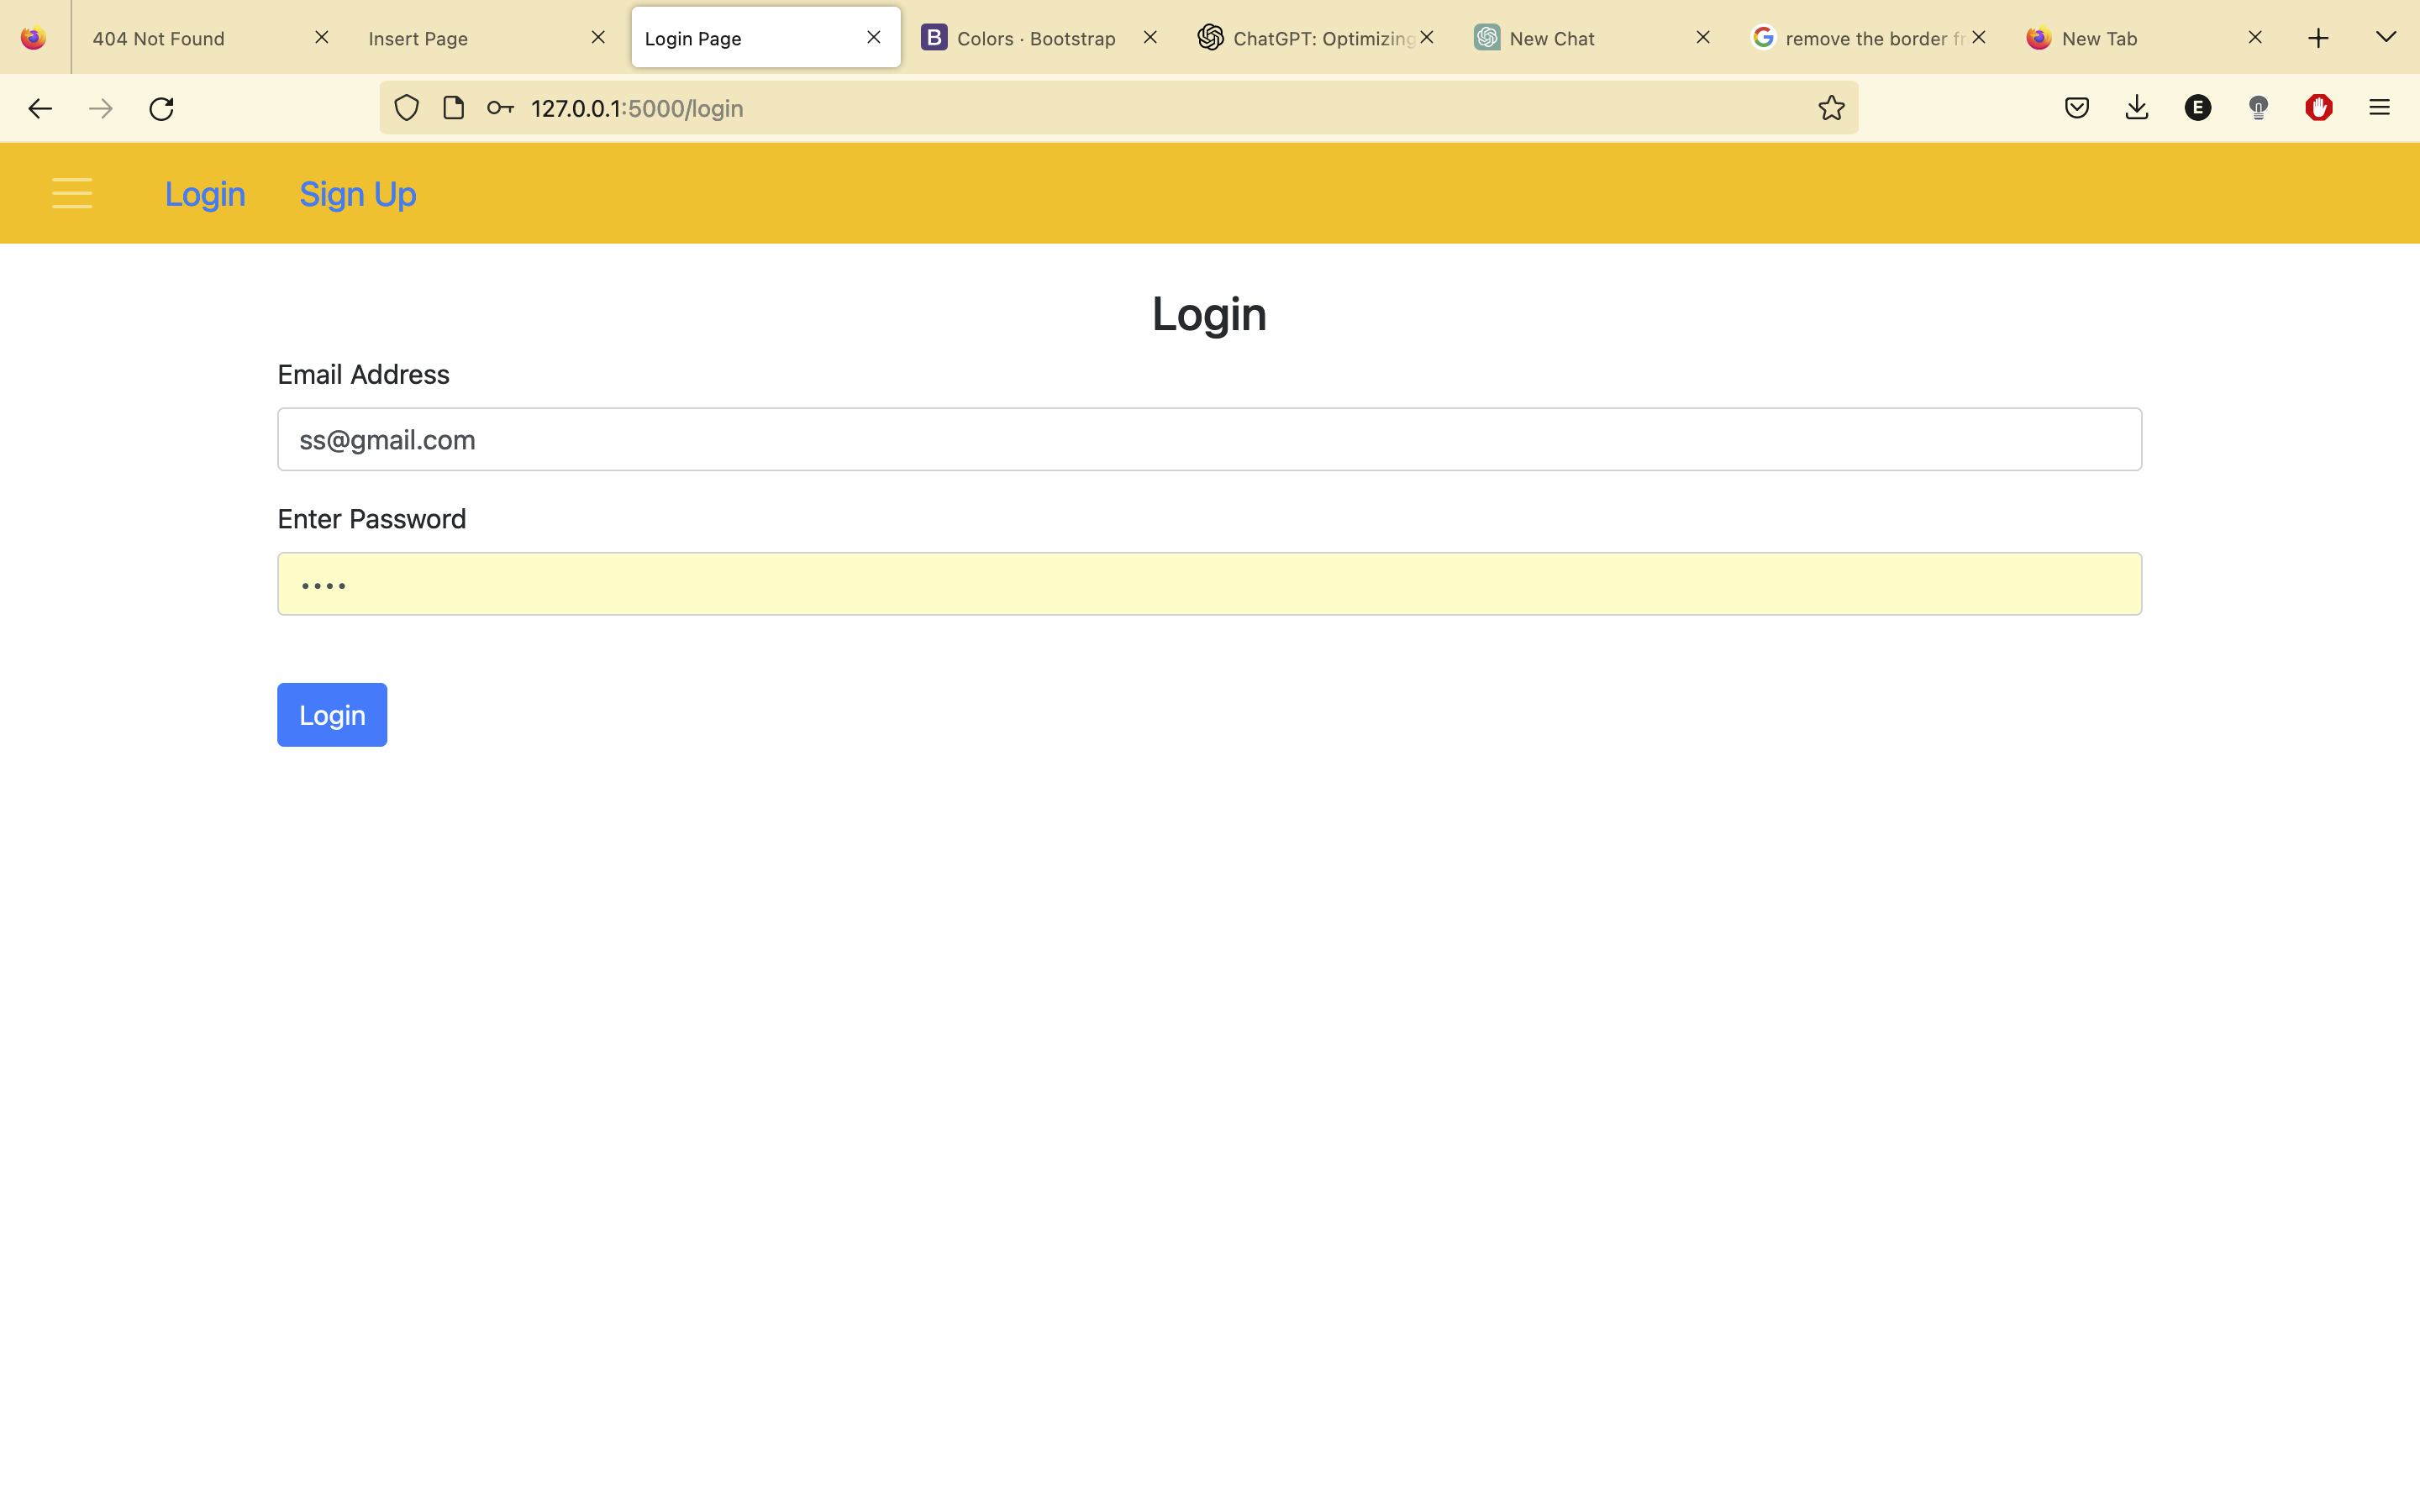 404 Not Found
Insert Page
Login Page
B Colors · Bootstrap
ChatGPT: Optimizing
New Chat
G remove the border fr
New Tab
127.0.0.1:5000/login
E
Login
Sign Up
Login
Email Address
ss@gmail.com
Enter Password
••••
Login